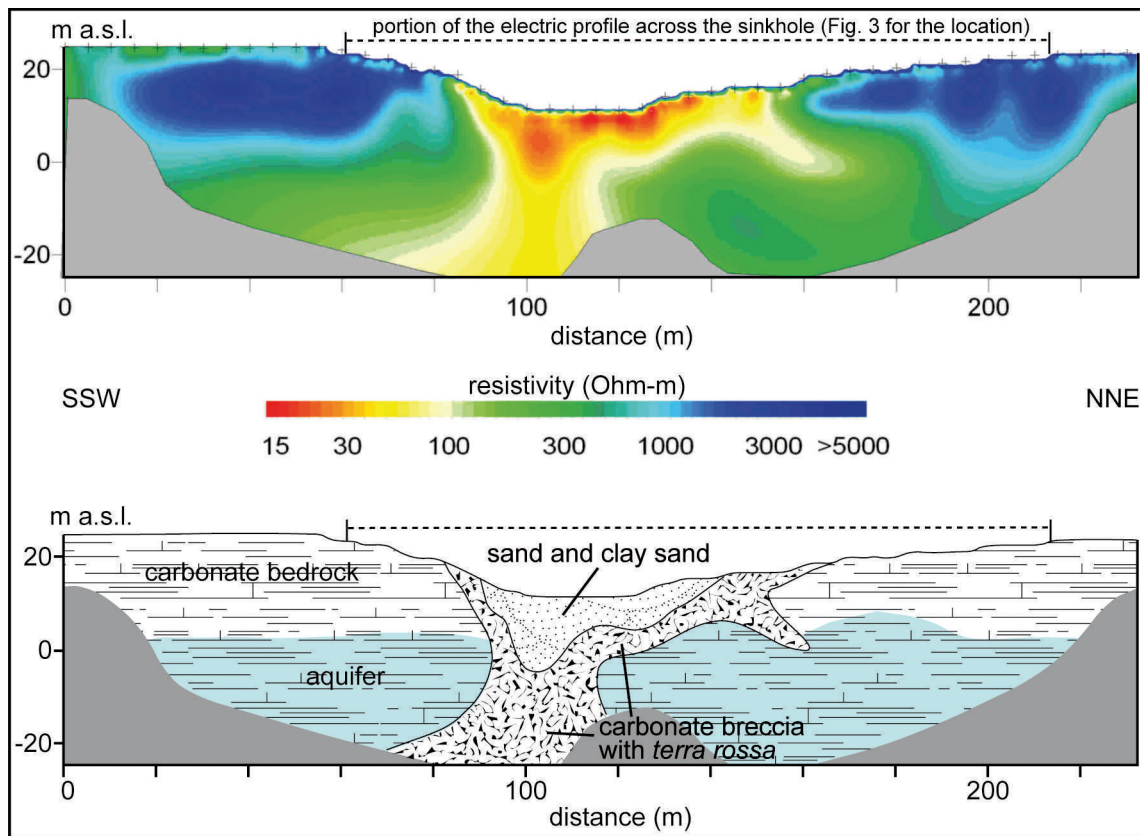 m a.s.l.
portion of the electric profile across the sinkhole (Fig. 3 for the location)
20
0
-20
0 100 200
distance (m)
SSW resistivity (Ohm-m) NNE
15 30 100 300 1000 3000 >5000
m a.s.l.
20
sand and clay sand
carbonate bedrock
0
aquifer
carbonate breccia
with terra rossa
-20
0 100 200
distance (m)